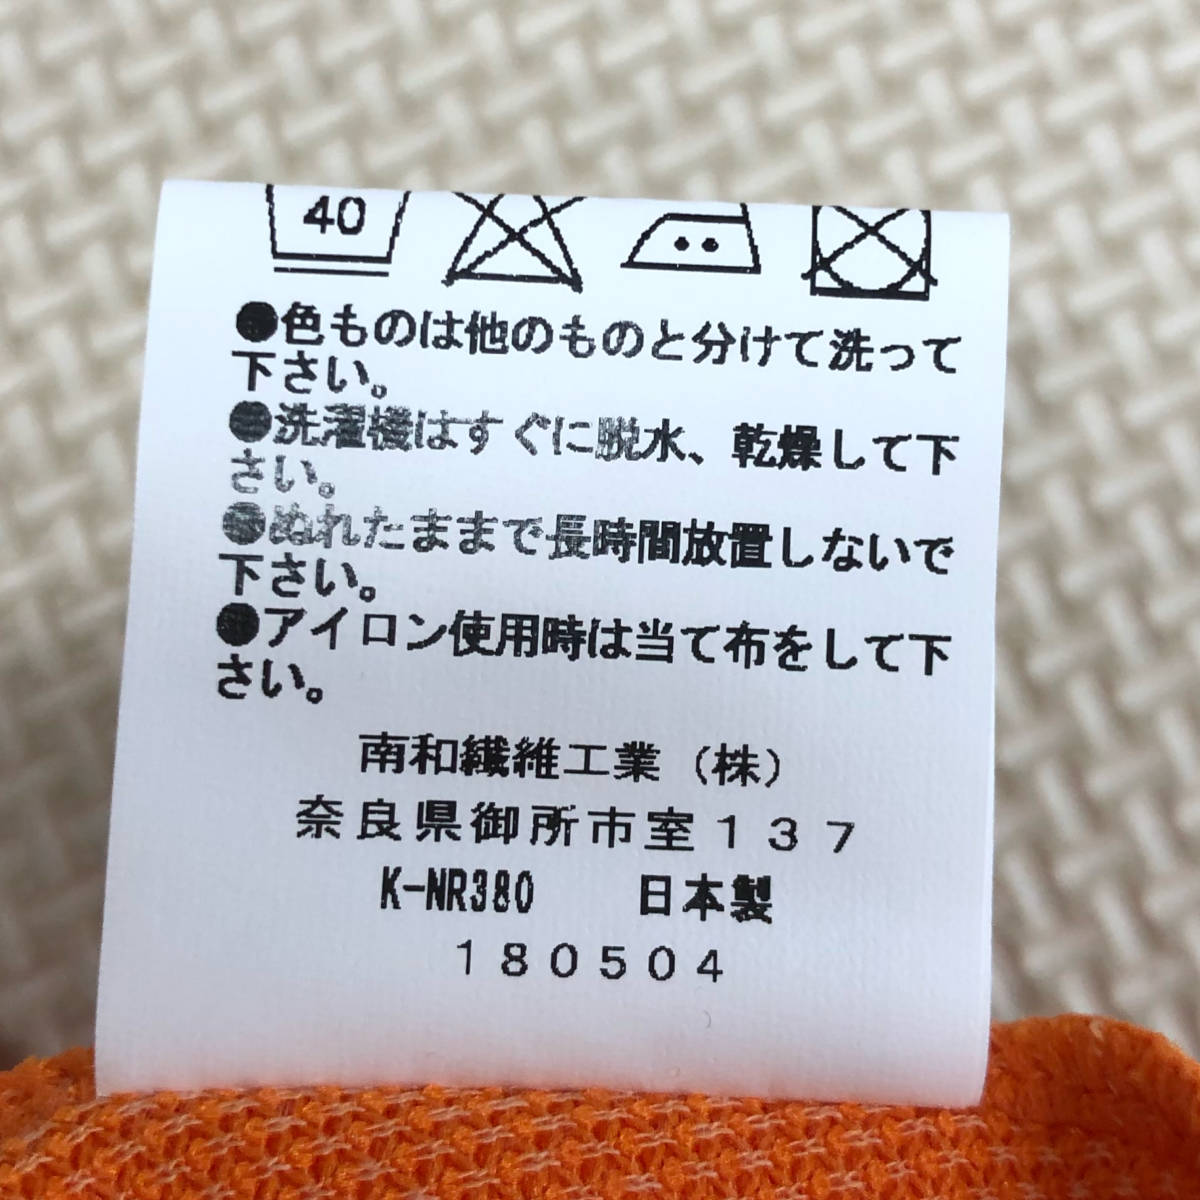 40
●色ものは他のものと分けて洗って
下さい。
●洗濯機はすぐに脱水、乾燥して下
さい。
●ぬれたままで長時間放置しないで
下さい。
●アイロン使用時は当て布をして下
さい。
南和繊維工業（株）
奈良県御所市室１３７
K-NR380 日本製
１８０５０４